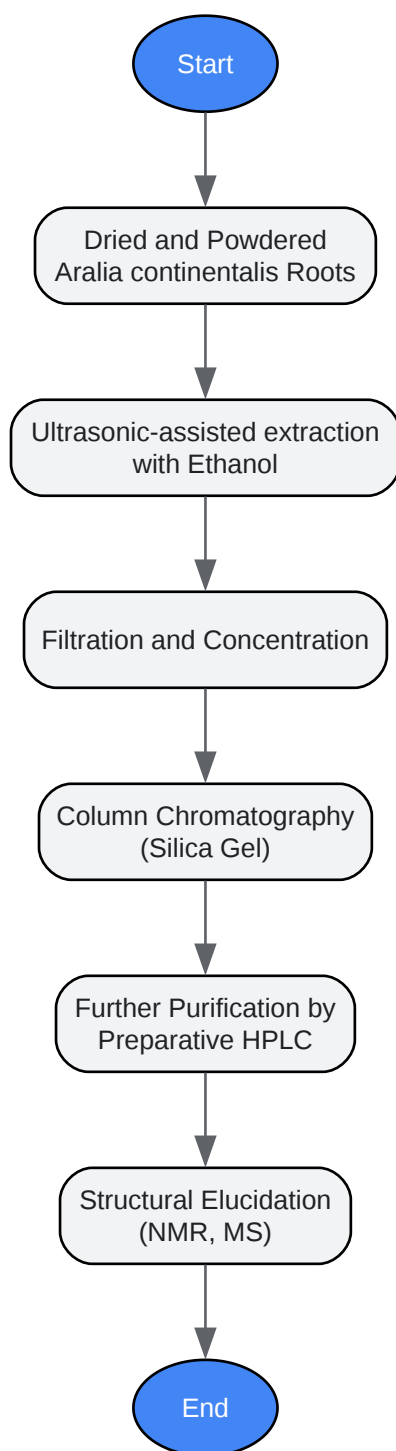 Start
Dried and Powdered
Aralia continentalis Roots
Ultrasonic-assisted extraction
with Ethanol
Filtration and Concentration
Column Chromatography
(Silica Gel)
Further Purification by
Preparative HPLC
Structural Elucidation
(NMR, MS)
End